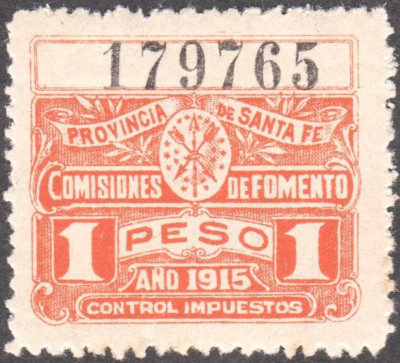 179765
PROVINCIA DE SANTA FE
COMISIONES DE FOMENTO
1 PESO 1
AÑO 1915
CONTROL IMPUESTOS